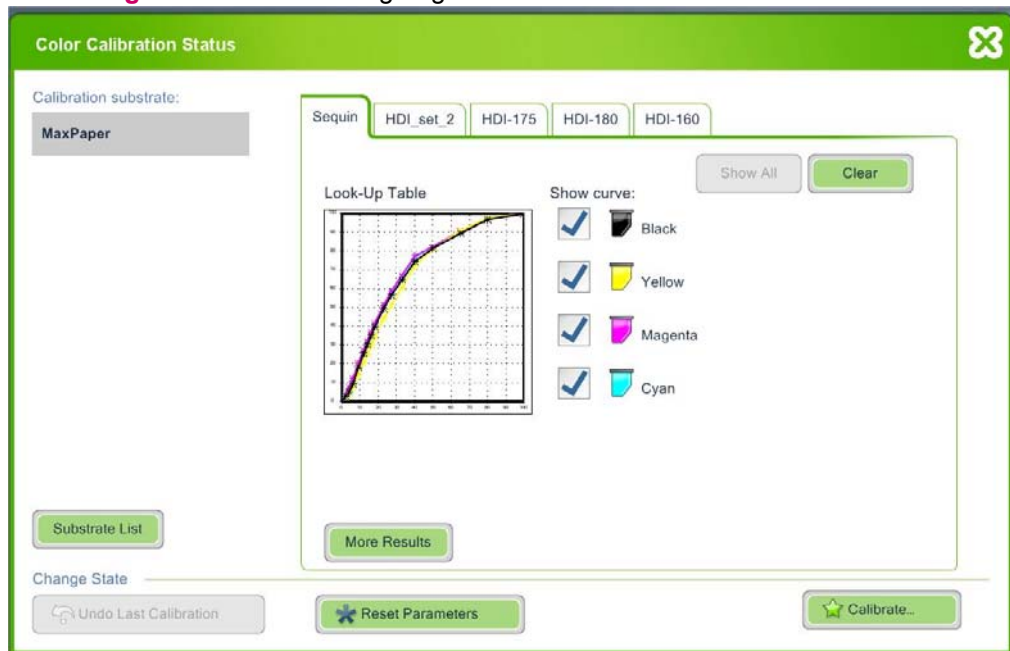 Color Calibration Status
Calibration substrate:
MaxPaper
Sequin
HDI_set_2
HDI-175
HDI-180
HDI-160
Show All
Clear
Look-Up Table
Show curve:
Black
Yellow
Magenta
Cyan
Substrate List
More Results
Change State
Undo Last Calibration
Reset Parameters
Calibrate...